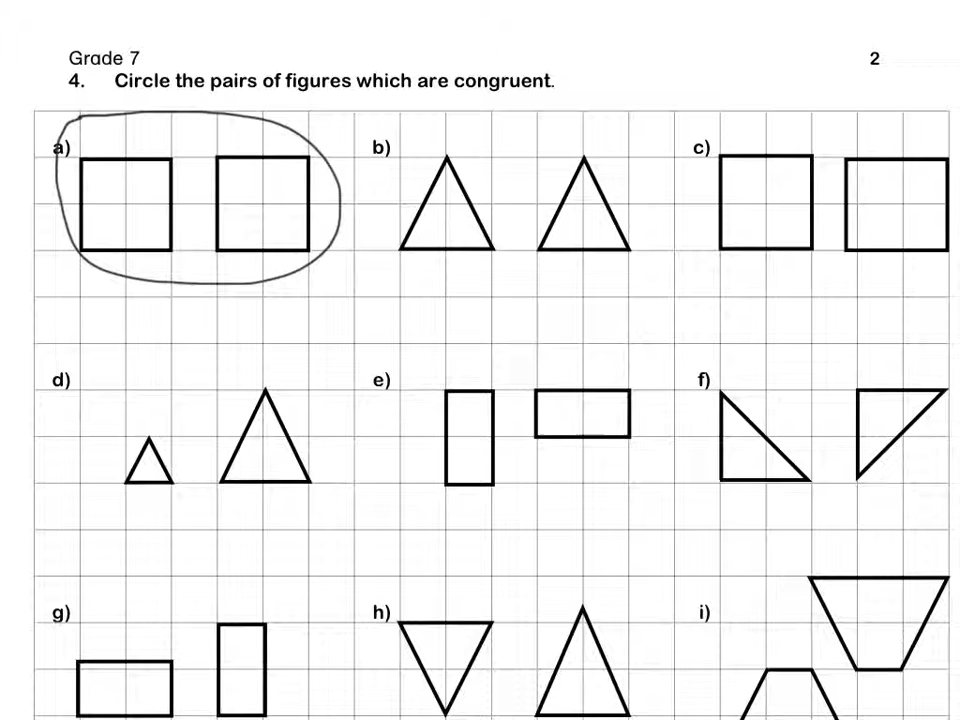 Grade 7
2
4. Circle the pairs of figures which are congruent.
a)
b)
c)
d)
e)
f)
g)
h)
i)